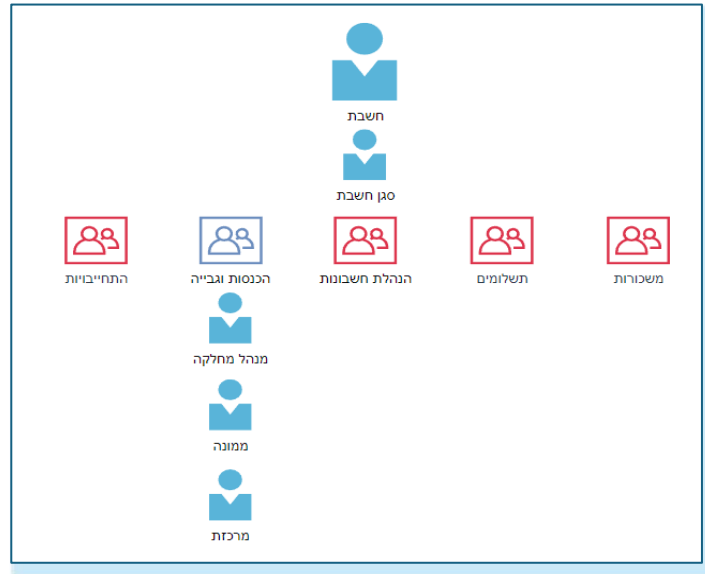 חשבת
סגן חשבת
משכורות
תשלומים
הנהלת חשבונות
הכנסות וגבייה
התחייבויות
מנהל מחלקה
ממונה
מרכזת